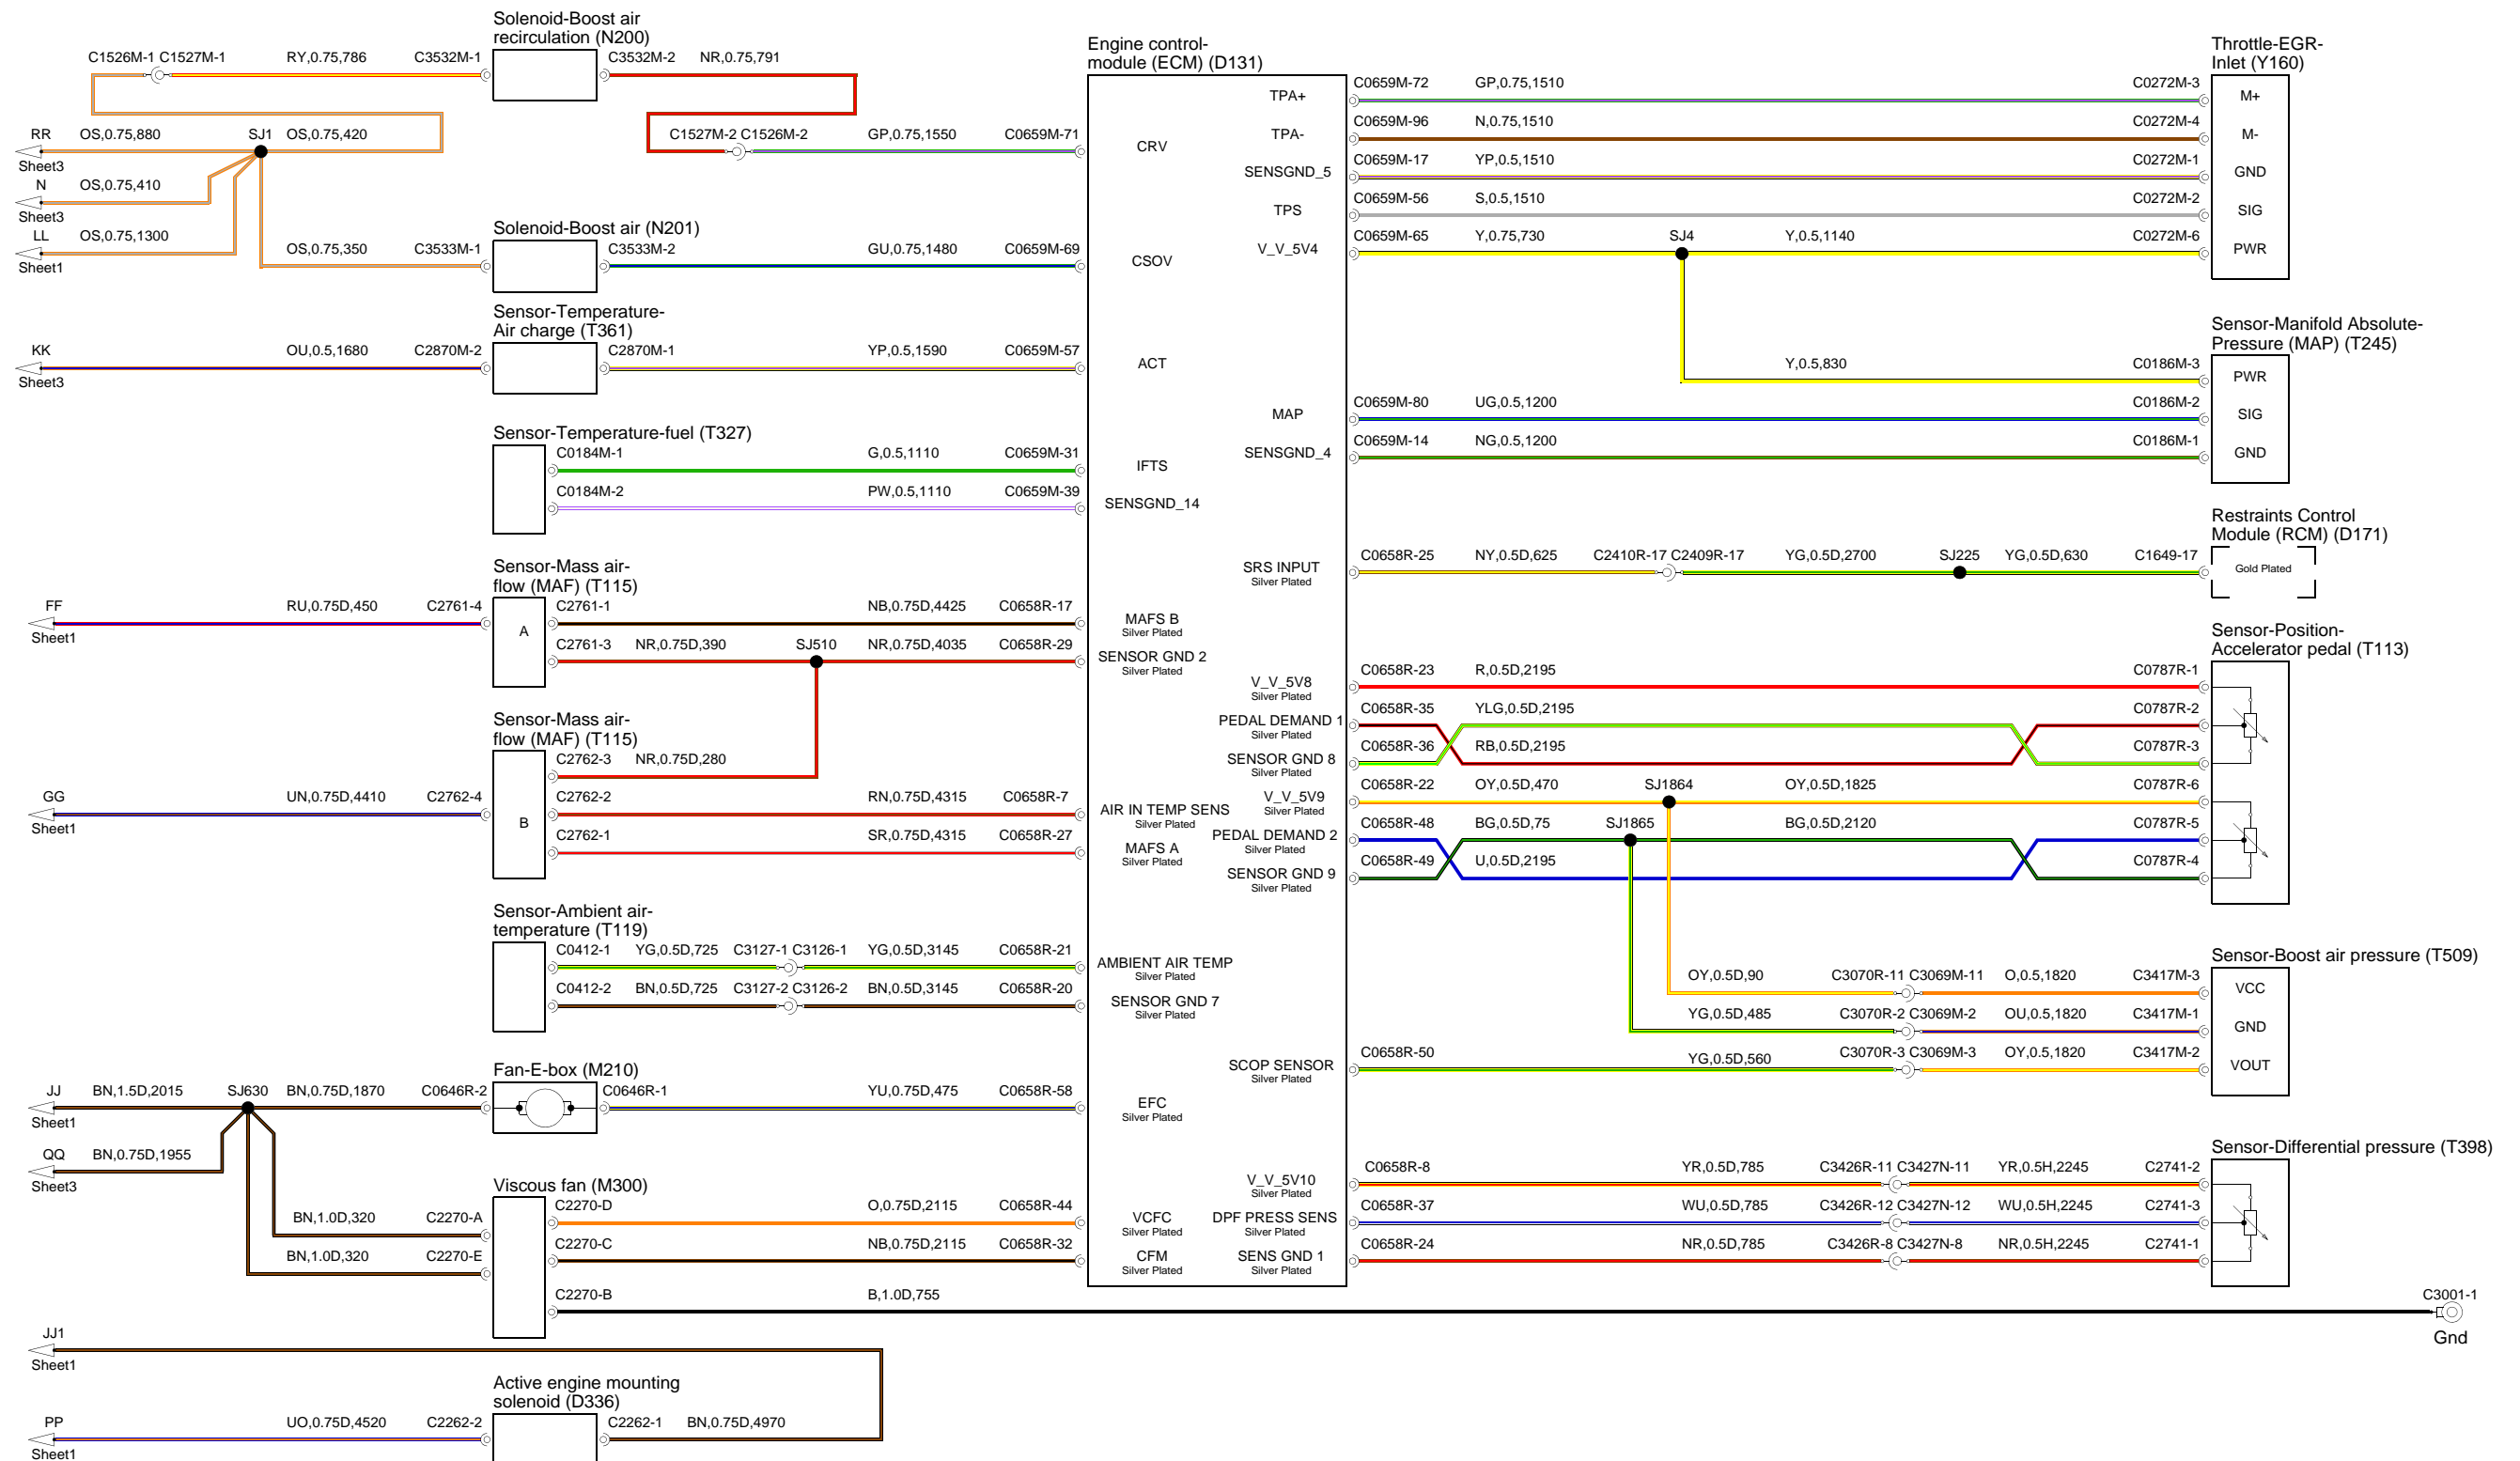 Solenoid-Boost air
recirculation (N200)
C1526M-1 C1527M-1
RY,0.75,786
C3532M-1
C3532M-2
NR,0.75,791
RR
OS,0.75,880
SJ1
OS,0.75,420
Sheet3
N
OS,0.75,410
Sheet3
LL
OS,0.75,1300
Sheet1
C1527M-2 C1526M-2
GP,0.75,1550
C0659M-71
Solenoid-Boost air (N201)
OS,0.75,350
C3533M-1
C3533M-2
GU,0.75,1480
C0659M-69
Sensor-Temperature-
Air charge (T361)
KK
OU,0.5,1680
C2870M-2
C2870M-1
YP,0.5,1590
C0659M-57
Sheet3
Sensor-Temperature-fuel (T327)
C0184M-1
G,0.5,1110
C0659M-31
C0184M-2
PW,0.5,1110
C0659M-39
Sensor-Mass air-
flow (MAF) (T115)
FF
RU,0.75D,450
C2761-4
A
C2761-1
NB,0.75D,4425
C0658R-17
Sheet1
C2761-3
NR,0.75D,390
SJ510
NR,0.75D,4035
C0658R-29
Sensor-Mass air-
flow (MAF) (T115)
C2762-3
NR,0.75D,280
GG
UN,0.75D,4410
C2762-4
B
C2762-2
RN,0.75D,4315
C0658R-7
Sheet1
C2762-1
SR,0.75D,4315
C0658R-27
Sensor-Ambient air-
temperature (T119)
C0412-1
YG,0.5D,725
C3127-1 C3126-1
YG,0.5D,3145
C0658R-21
C0412-2
BN,0.5D,725
C3127-2 C3126-2
BN,0.5D,3145
C0658R-20
Fan-E-box (M210)
JJ
BN,1.5D,2015
SJ630
BN,0.75D,1870
C0646R-2
C0646R-1
YU,0.75D,475
C0658R-58
Sheet1
QQ
BN,0.75D,1955
Sheet3
Viscous fan (M300)
BN,1.0D,320
C2270-A
C2270-D
O,0.75D,2115
C0658R-44
BN,1.0D,320
C2270-E
C2270-C
NB,0.75D,2115
C0658R-32
C2270-B
B,1.0D,755
JJ1
Sheet1
Active engine mounting
solenoid (D336)
PP
UO,0.75D,4520
C2262-2
C2262-1
BN,0.75D,4970
Sheet1
Engine control-
module (ECM) (D131)
TPA+
TPA-
CRV
SENSGND_5
TPS
V_V_5V4
CSOV
ACT
MAP
SENSGND_4
IFTS
SENSGND_14
SRS INPUT
Silver Plated
MAFS B
Silver Plated
SENSOR GND 2
Silver Plated
V_V_5V8
Silver Plated
PEDAL DEMAND 1
Silver Plated
SENSOR GND 8
Silver Plated
V_V_5V9
Silver Plated
AIR IN TEMP SENS
Silver Plated
PEDAL DEMAND 2
Silver Plated
MAFS A
Silver Plated
SENSOR GND 9
Silver Plated
AMBIENT AIR TEMP
Silver Plated
SENSOR GND 7
Silver Plated
SCOP SENSOR
Silver Plated
EFC
Silver Plated
V_V_5V10
Silver Plated
VCFC
Silver Plated
DPF PRESS SENS
Silver Plated
CFM
Silver Plated
SENS GND 1
Silver Plated
Throttle-EGR-
Inlet (Y160)
C0659M-72
GP,0.75,1510
C0272M-3
M+
C0659M-96
N,0.75,1510
C0272M-4
M-
C0659M-17
YP,0.5,1510
C0272M-1
GND
C0659M-56
S,0.5,1510
C0272M-2
SIG
C0659M-65
Y,0.75,730
SJ4
Y,0.5,1140
C0272M-6
PWR
Sensor-Manifold Absolute-
Pressure (MAP) (T245)
Y,0.5,830
C0186M-3
PWR
C0659M-80
UG,0.5,1200
C0186M-2
SIG
C0659M-14
NG,0.5,1200
C0186M-1
GND
Restraints Control
Module (RCM) (D171)
C0658R-25
NY,0.5D,625
C2410R-17 C2409R-17
YG,0.5D,2700
SJ225
YG,0.5D,630
C1649-17
Gold Plated
Sensor-Position-
Accelerator pedal (T113)
C0658R-23
R,0.5D,2195
C0787R-1
C0658R-35
YLG,0.5D,2195
C0787R-2
C0658R-36
RB,0.5D,2195
C0787R-3
C0658R-22
OY,0.5D,470
SJ1864
OY,0.5D,1825
C0787R-6
C0658R-48
BG,0.5D,75
SJ1865
BG,0.5D,2120
C0787R-5
C0658R-49
U,0.5D,2195
C0787R-4
Sensor-Boost air pressure (T509)
OY,0.5D,90
C3070R-11 C3069M-11
O,0.5,1820
C3417M-3
VCC
YG,0.5D,485
C3070R-2 C3069M-2
OU,0.5,1820
C3417M-1
GND
C0658R-50
YG,0.5D,560
C3070R-3 C3069M-3
OY,0.5,1820
C3417M-2
VOUT
Sensor-Differential pressure (T398)
C0658R-8
YR,0.5D,785
C3426R-11 C3427N-11
YR,0.5H,2245
C2741-2
C0658R-37
WU,0.5D,785
C3426R-12 C3427N-12
WU,0.5H,2245
C2741-3
C0658R-24
NR,0.5D,785
C3426R-8 C3427N-8
NR,0.5H,2245
C2741-1
C3001-1
Gnd